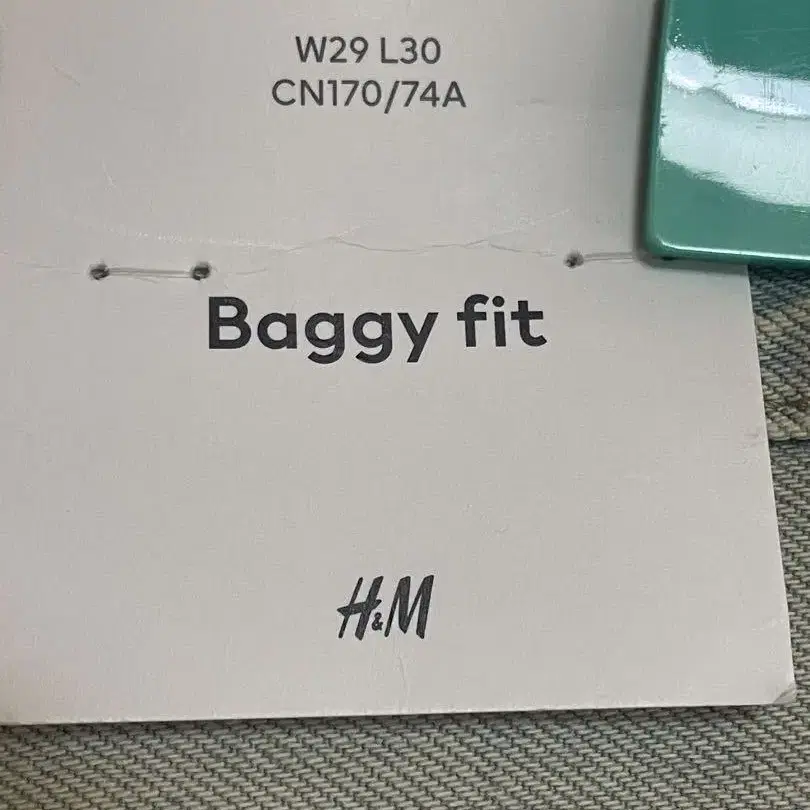 W29 L30
CN170/74A
Baggy fit
H&M